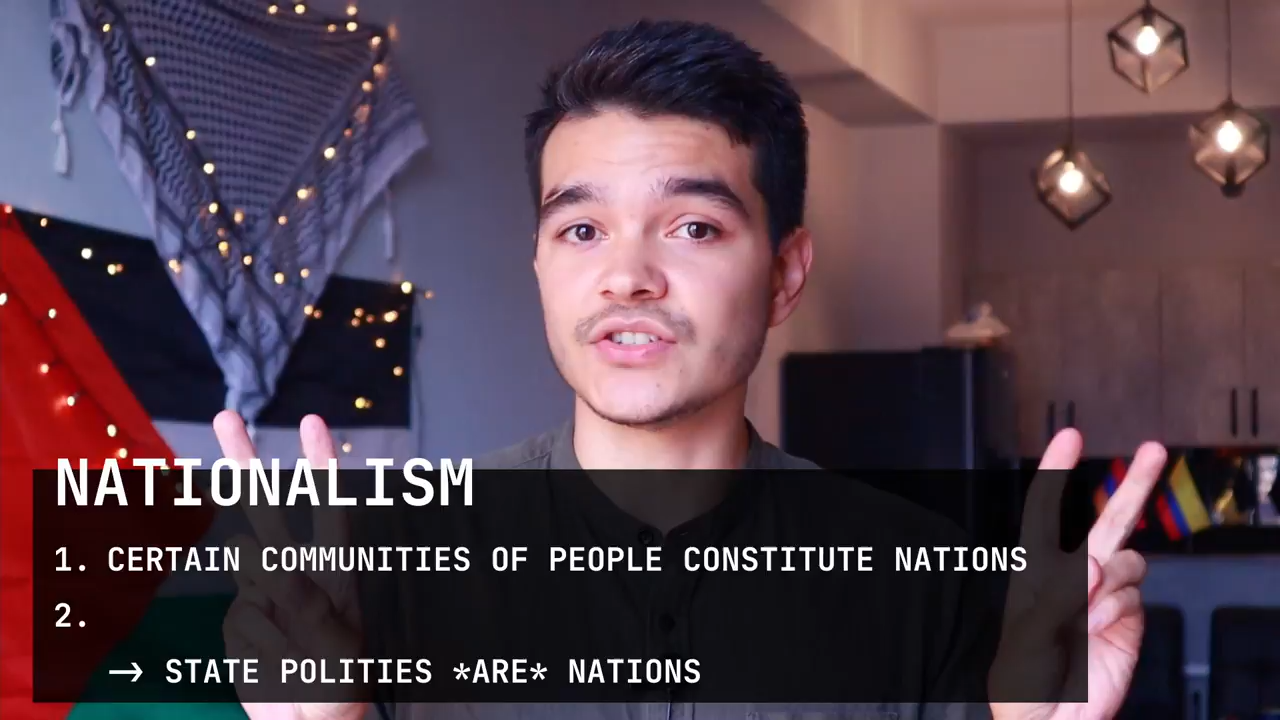 NATIONALISM
1. CERTAIN COMMUNITIES OF PEOPLE CONSTITUTE NATIONS
2.
→ STATE POLITIES *ARE* NATIONS